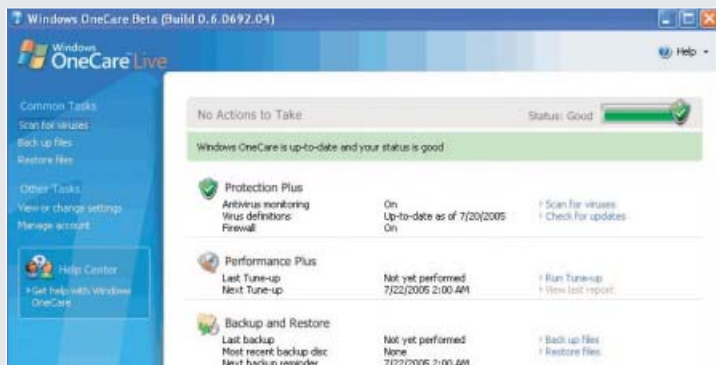 Windows OneCare Beta (Build 0.6.0692.04)
Windows
OneCare Live
Help
Common Tasks
Scan for viruses
Back up files
Restore files
Other Tasks
View or change settings
Manage account
Help Center
Get help with Windows
OneCare
No Actions to Take Status: Good
Windows OneCare is up-to-date and your status is good
Protection Plus
Antivirus monitoring On Scan for viruses
Virus definitions Up-to-date as of 7/20/2005 Check for updates
Firewall On
Performance Plus
Last Tune-up Not yet performed Run Tune-up
Next Tune-up 7/22/2005 2:00 AM View last report
Backup and Restore
Last backup Not yet performed Back up files
Most recent backup disc None Restore files
Next backup reminder 7/22/2005 2:00 AM